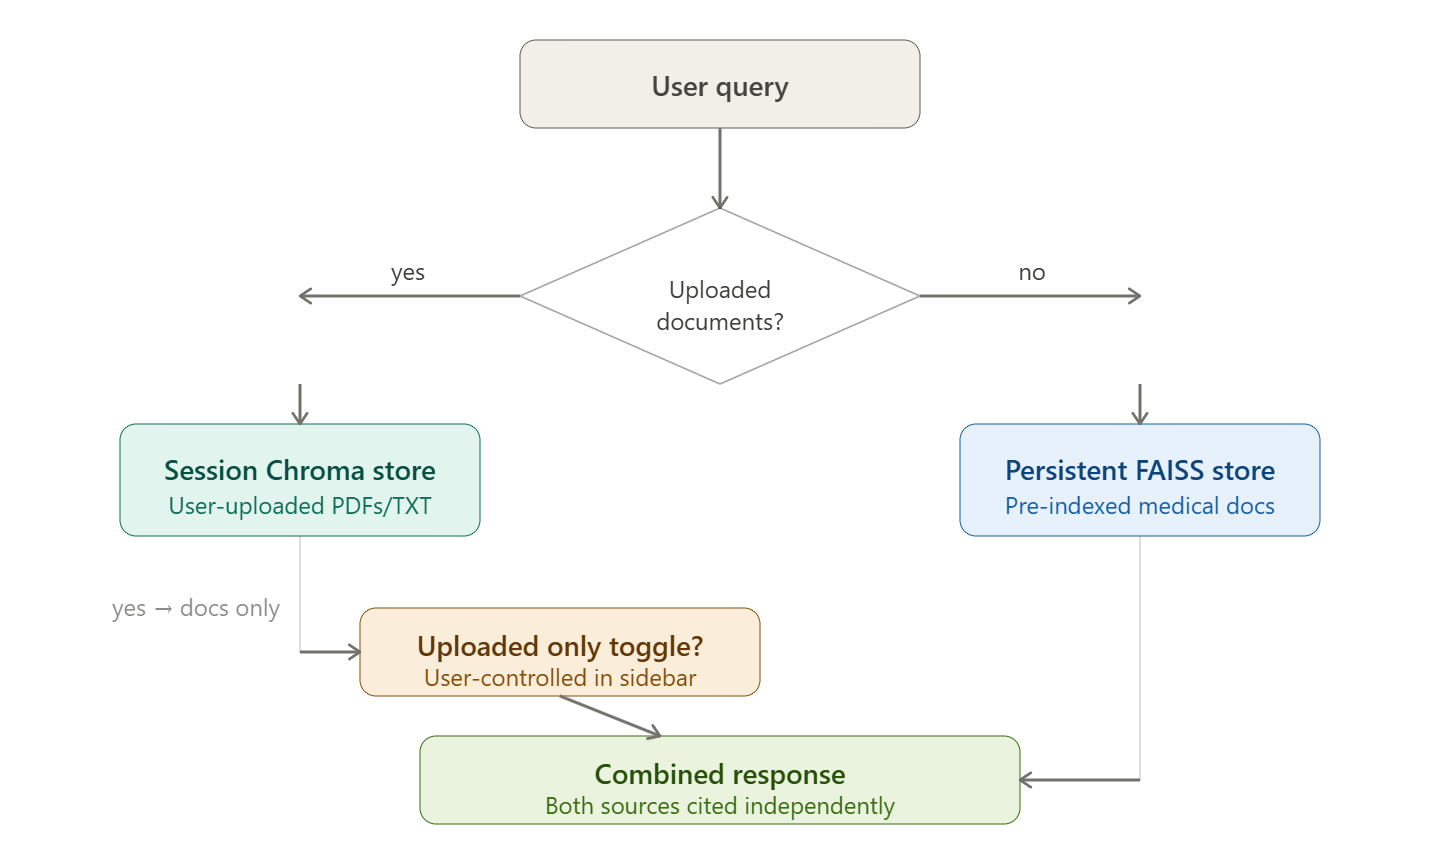 User query
Uploaded
documents?
yes
no
Session Chroma store
User-uploaded PDFs/TXT
Persistent FAISS store
Pre-indexed medical docs
yes → docs only
Uploaded only toggle?
User-controlled in sidebar
Combined response
Both sources cited independently